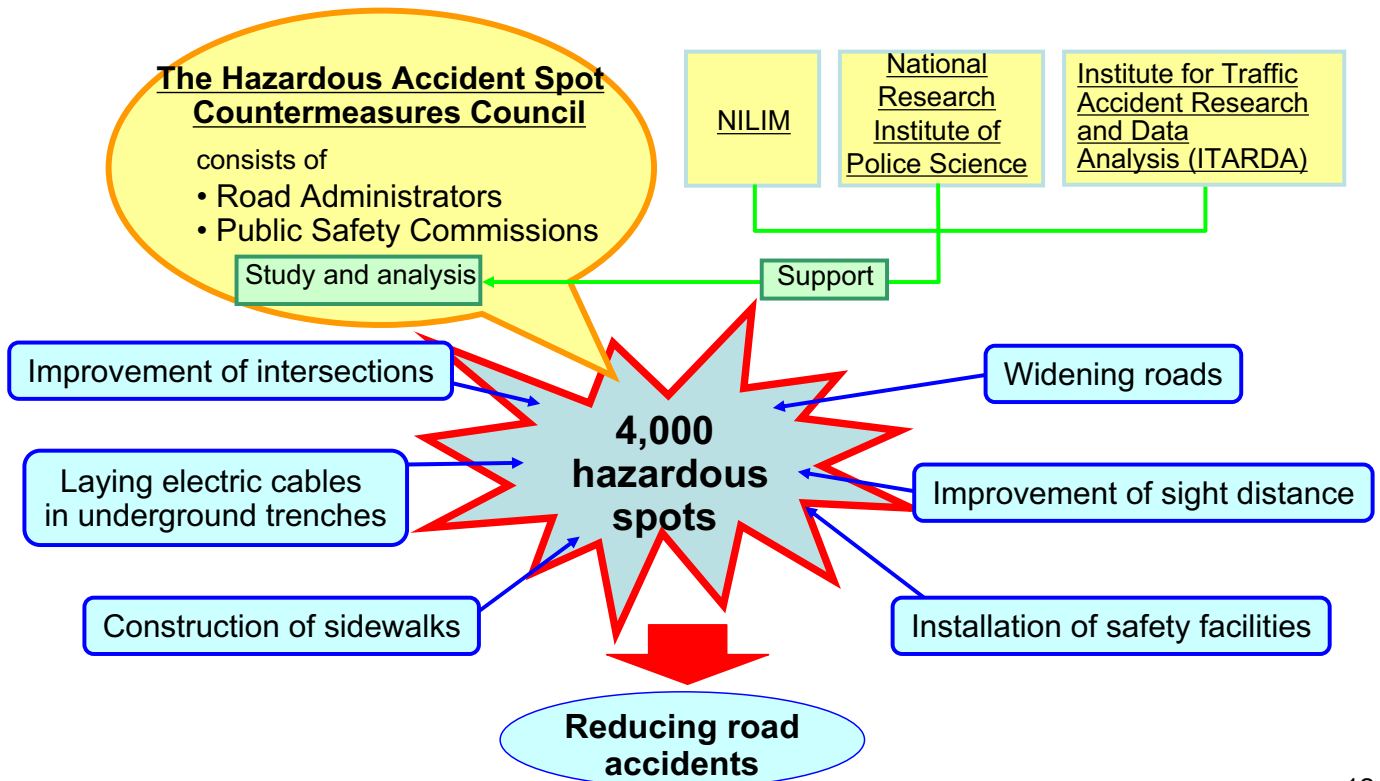 The Hazardous Accident Spot
Countermeasures Council
consists of
• Road Administrators
• Public Safety Commissions
Study and analysis
NILIM
National
Research
Institute of
Police Science
Institute for Traffic
Accident Research
and Data
Analysis (ITARDA)
Support
Improvement of intersections
Widening roads
4,000
hazardous
spots
Laying electric cables
in underground trenches
Improvement of sight distance
Construction of sidewalks
Installation of safety facilities
Reducing road
accidents